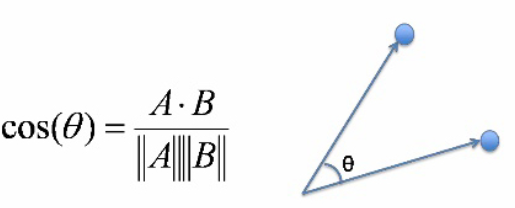 cos(θ) = A · B / ‖A‖‖B‖
θ